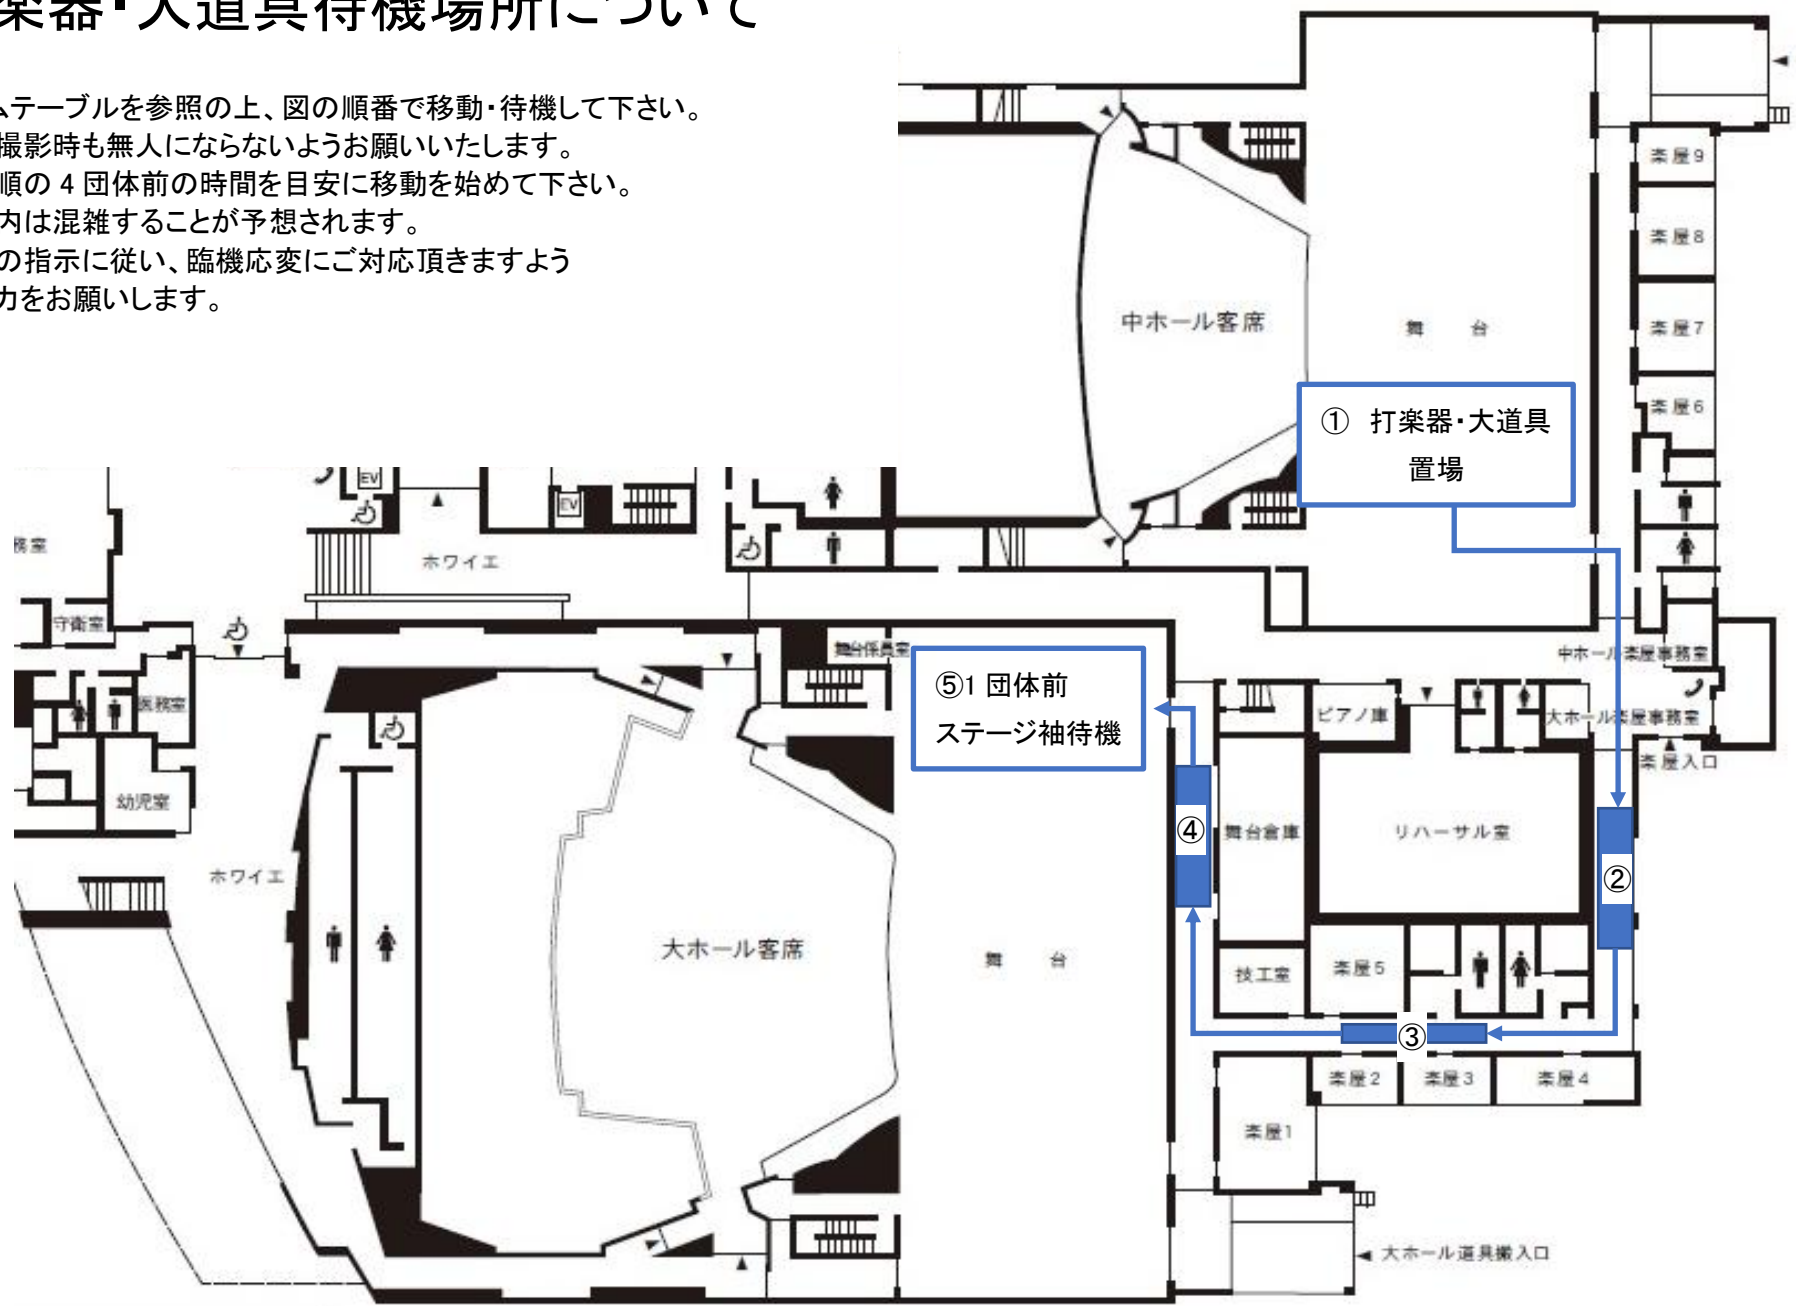 楽器・大道具待機場所について
ムテーブルを参照の上、図の順番で移動・待機して下さい。
撮影時も無人にならないようお願いいたします。
順の 4 団体前の時間を目安に移動を始めて下さい。
内は混雑することが予想されます。
の指示に従い、臨機応変にご対応頂きますよう
力をお願いします。
楽屋9
楽屋8
中ホール客席
舞 台
楽屋7
楽屋6
① 打楽器・大道具
置場
EV
EV
務室
ホワイエ
守衛室
舞台係員室
中ホール楽屋事務室
医務室
⑤1 団体前
ステージ袖待機
ピアノ庫
大ホール楽屋事務室
楽屋入口
幼児室
④
舞台倉庫
リハーサル室
②
ホワイエ
大ホール客席
舞 台
技工室
楽屋5
③
楽屋2
楽屋3
楽屋4
楽屋1
大ホール道具搬入口